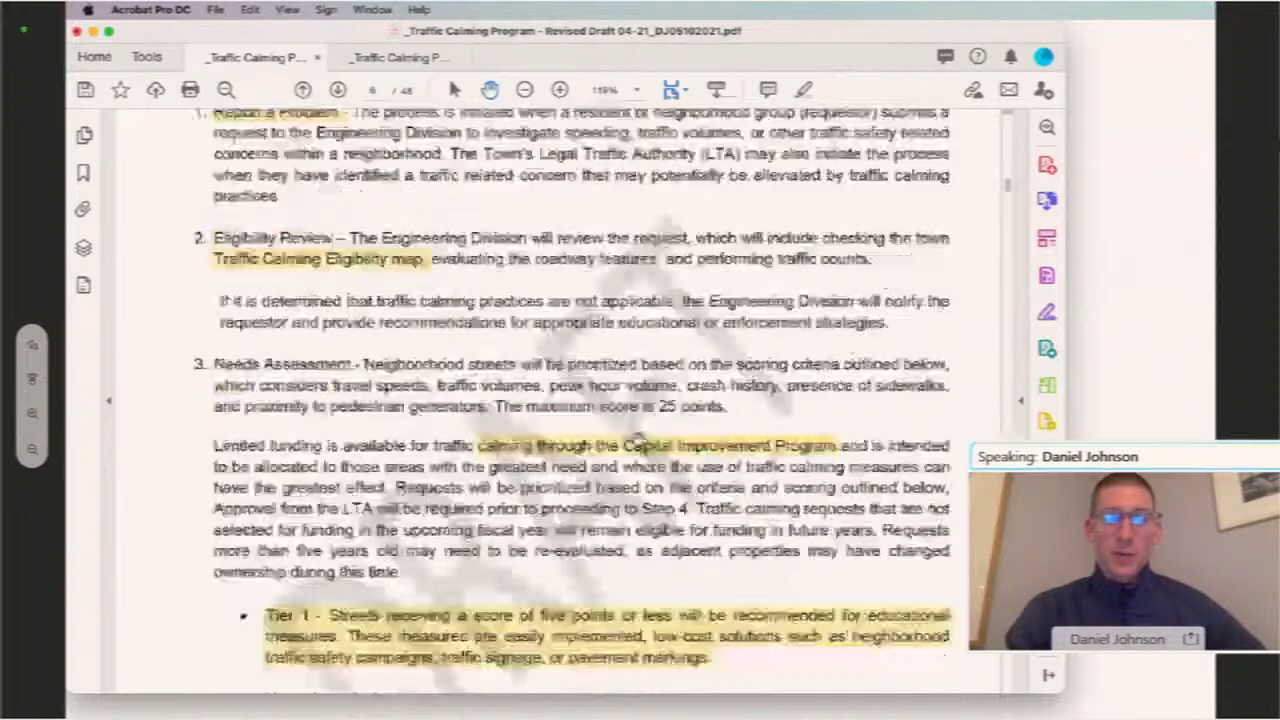 Acrobat Pro DC File Edit View Sign Window Help
_Traffic Calming Program - Revised Draft 04-21_DJ05102021.pdf
Home Tools _Traffic Calming P... × _Traffic Calming P...
6 / 48 119%
1. Report a Problem - The process is initiated when a resident or neighborhood group (requestor) submits a
request to the Engineering Division to investigate speeding, traffic volumes, or other traffic safety related
concerns within a neighborhood. The Town's Legal Traffic Authority (LTA) may also initiate the process
when they have identified a traffic related concern that may potentially be alleviated by traffic calming
practices
2. Eligibility Review – The Engineering Division will review the request, which will include checking the town
Traffic Calming Eligibility map, evaluating the roadway features, and performing traffic counts.
If it is determined that traffic calming practices are not applicable, the Engineering Division will notify the
requestor and provide recommendations for appropriate educational or enforcement strategies.
3. Needs Assessment - Neighborhood streets will be prioritized based on the scoring criteria outlined below,
which considers travel speeds, traffic volumes, peak hour volume, crash history, presence of sidewalks,
and proximity to pedestrian generators. The maximum score is 25 points.
Limited funding is available for traffic calming through the Capital Improvement Program and is intended
to be allocated to those areas with the greatest need and where the use of traffic calming measures can
have the greatest effect. Requests will be prioritized based on the criteria and scoring outlined below,
Approval from the LTA will be required prior to proceeding to Step 4. Traffic calming requests that are not
selected for funding in the upcoming fiscal year will remain eligible for funding in future years. Requests
more than five years old may need to be re-evaluated, as adjacent properties may have changed
ownership during this time.
• Tier 1 - Streets receiving a score of five points or less will be recommended for educational
measures. These measures are easily implemented, low-cost solutions such as neighborhood
traffic safety campaigns, traffic signage, or pavement markings.
Speaking: Daniel Johnson
Daniel Johnson